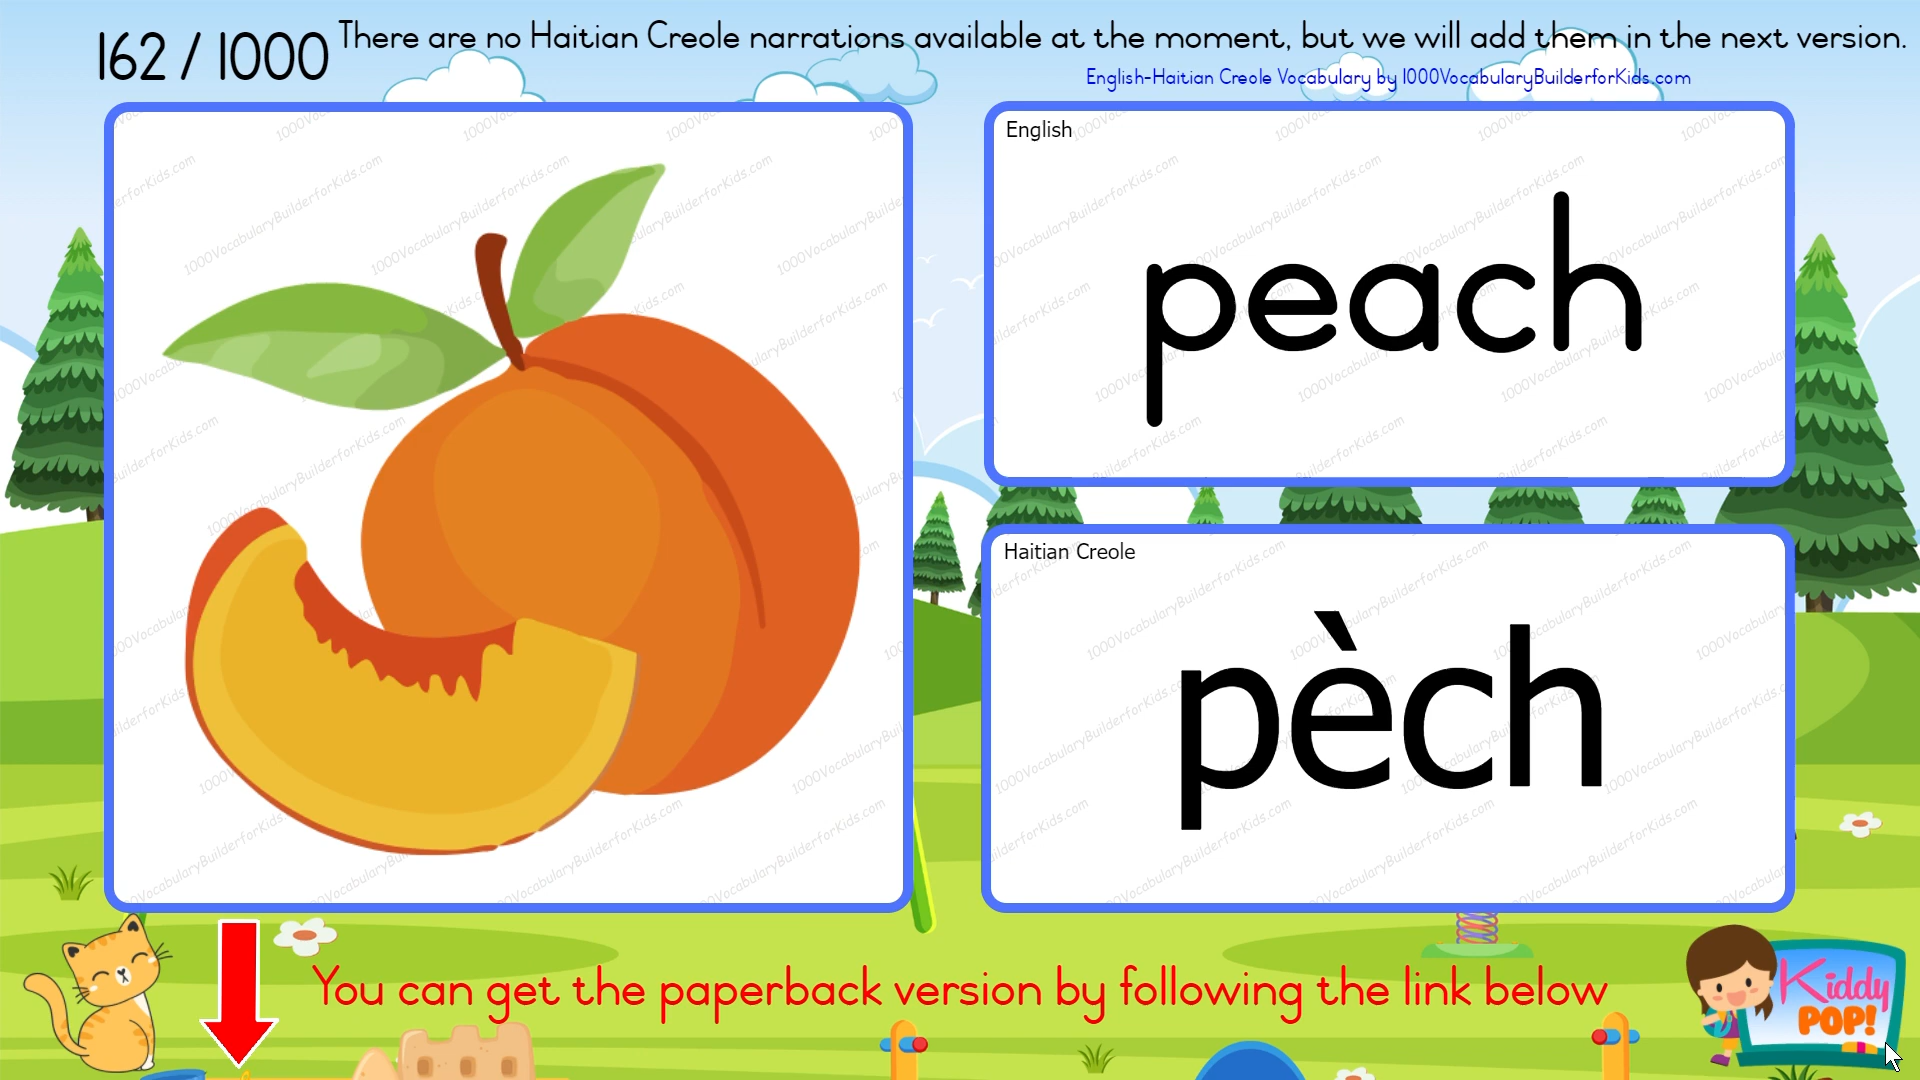 162 / 1000
There are no Haitian Creole narrations available at the moment, but we will add them in the next version.
English-Haitian Creole Vocabulary by 1000VocabularyBuilderforKids.com
English
peach
Haitian Creole
pèch
You can get the paperback version by following the link below
Kiddy
POP!
1000VocabularyBuilderforKids.com